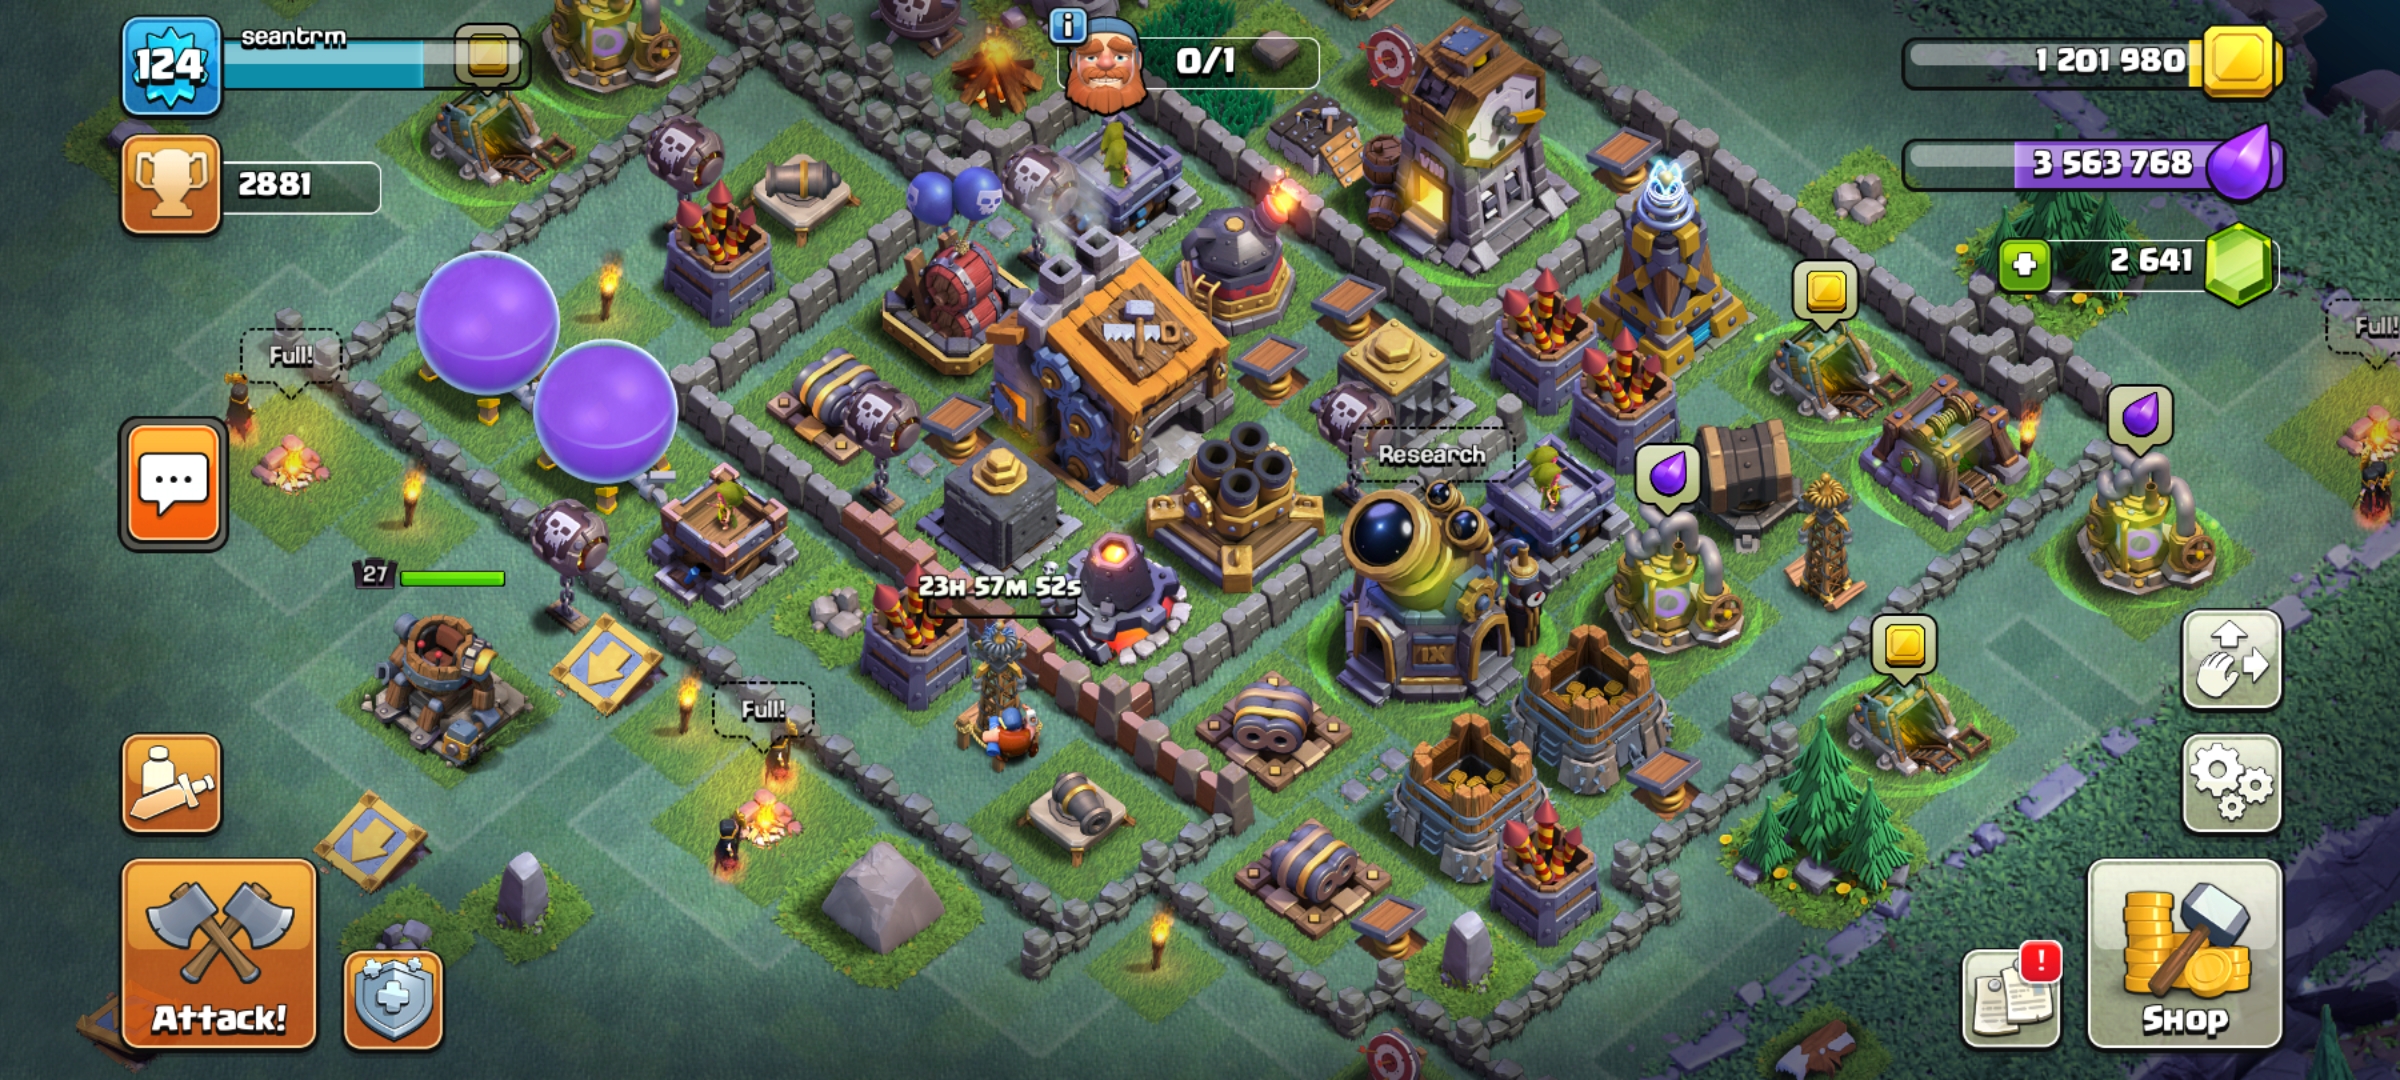 124
seantrm
0/1
1 201 980
2881
3 563 768
2 641
Full!
Full!
Research
27
23H 57M 52S
IX
Full!
Attack!
!
Shop